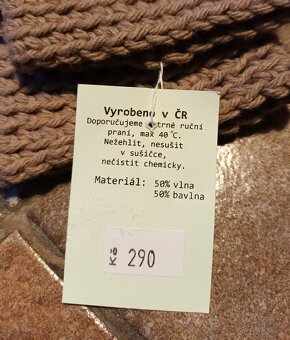 Vyrobeno v ČR
Doporučujeme šetrné ruční
praní, max 40°C.
Nežehlit, nesušit
v sušičce,
nečistit chemicky.
Materiál: 50% vlna
50% bavlna
Kč 290